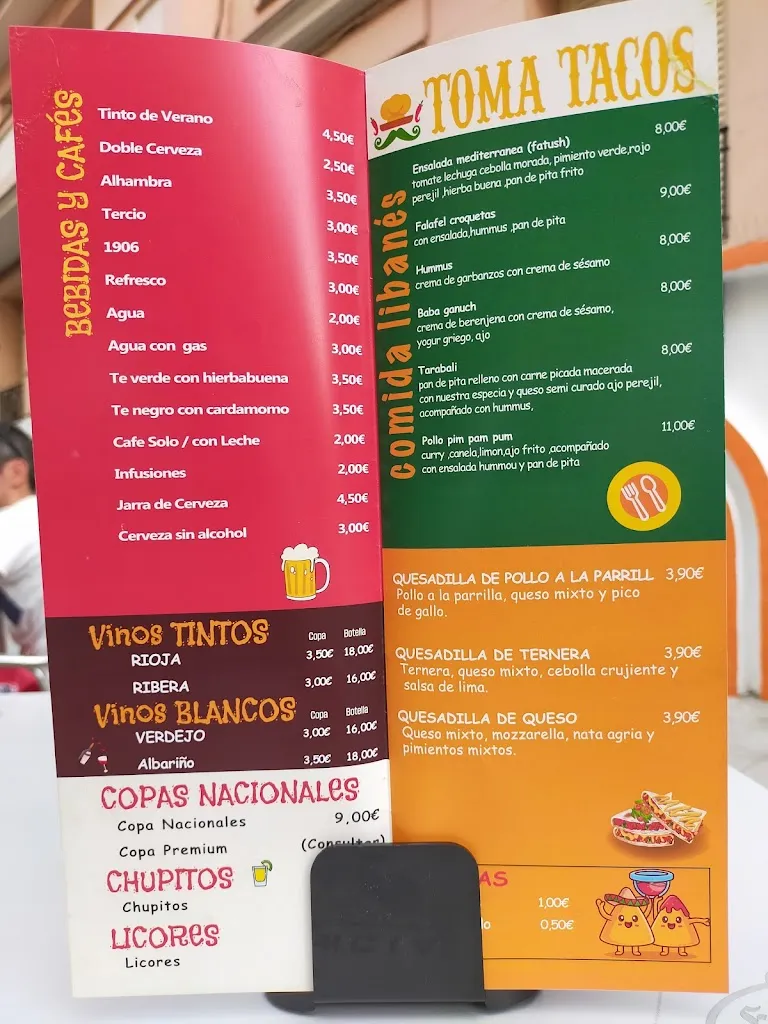 BEBIDAS Y CAFÉS
Tinto de Verano 4,50€
Doble Cerveza 2,50€
Alhambra 3,50€
Tercio 3,00€
1906 3,50€
Refresco 3,00€
Agua 2,00€
Agua con gas 3,00€
Te verde con hierbabuena 3,50€
Te negro con cardamomo 3,50€
Cafe Solo / con Leche 2,00€
Infusiones 2,00€
Jarra de Cerveza 4,50€
Cerveza sin alcohol 3,00€
Vinos TINTOS Copa Botella
RIOJA 3,50€ 18,00€
RIBERA 3,00€ 16,00€
Vinos BLANCOS Copa Botella
VERDEJO 3,00€ 16,00€
Albariño 3,50€ 18,00€
COPAS NACIONALES
Copa Nacionales 9,00€
Copa Premium (Consultar)
CHUPITOS
Chupitos
LICORES
Licores
TOMA TACOS
comida libanés
Ensalada mediterranea (fatush) 8,00€
tomate lechuga cebolla morada, pimiento verde,rojo
perejil ,hierba buena ,pan de pita frito
Falafel croquetas 9,00€
con ensalada,hummus ,pan de pita
Hummus 8,00€
crema de garbanzos con crema de sésamo
Baba ganuch 8,00€
crema de berenjena con crema de sésamo,
yogur griego, ajo
Tarabali 8,00€
pan de pita relleno con carne picada macerada
con nuestra especia y queso semi curado ajo perejil,
acompañado con hummus,
Pollo pim pam pum 11,00€
curry ,canela,limon,ajo frito ,acompañado
con ensalada hummou y pan de pita
QUESADILLA DE POLLO A LA PARRILL 3,90€
Pollo a la parrilla, queso mixto y pico
de gallo.
QUESADILLA DE TERNERA 3,90€
Ternera, queso mixto, cebolla crujiente y
salsa de lima.
QUESADILLA DE QUESO 3,90€
Queso mixto, mozzarella, nata agria y
pimientos mixtos.
AS
1,00€
lo 0,50€